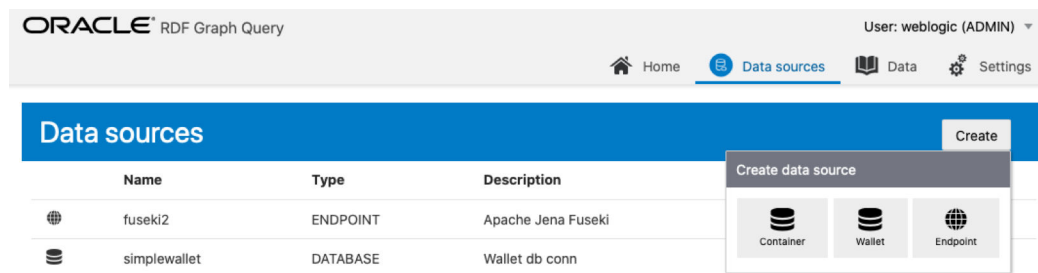 ORACLE® RDF Graph Query
User: weblogic (ADMIN)
Home Data sources Data Settings
Data sources
Create
Create data source
Container Wallet Endpoint
Name Type Description
fuseki2 ENDPOINT Apache Jena Fuseki
simplewallet DATABASE Wallet db conn